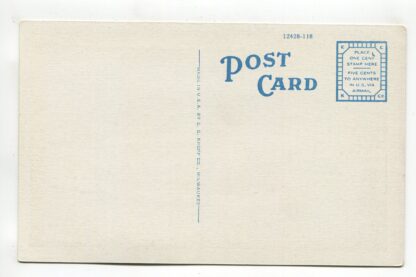 12428-118
POST
CARD
K C
PLACE
ONE CENT
STAMP HERE
FIVE CENTS
TO ANYWHERE
IN U.S. VIA
AIRMAIL
K CO
MADE IN U.S.A. BY E. C. KROPP CO., MILWAUKEE